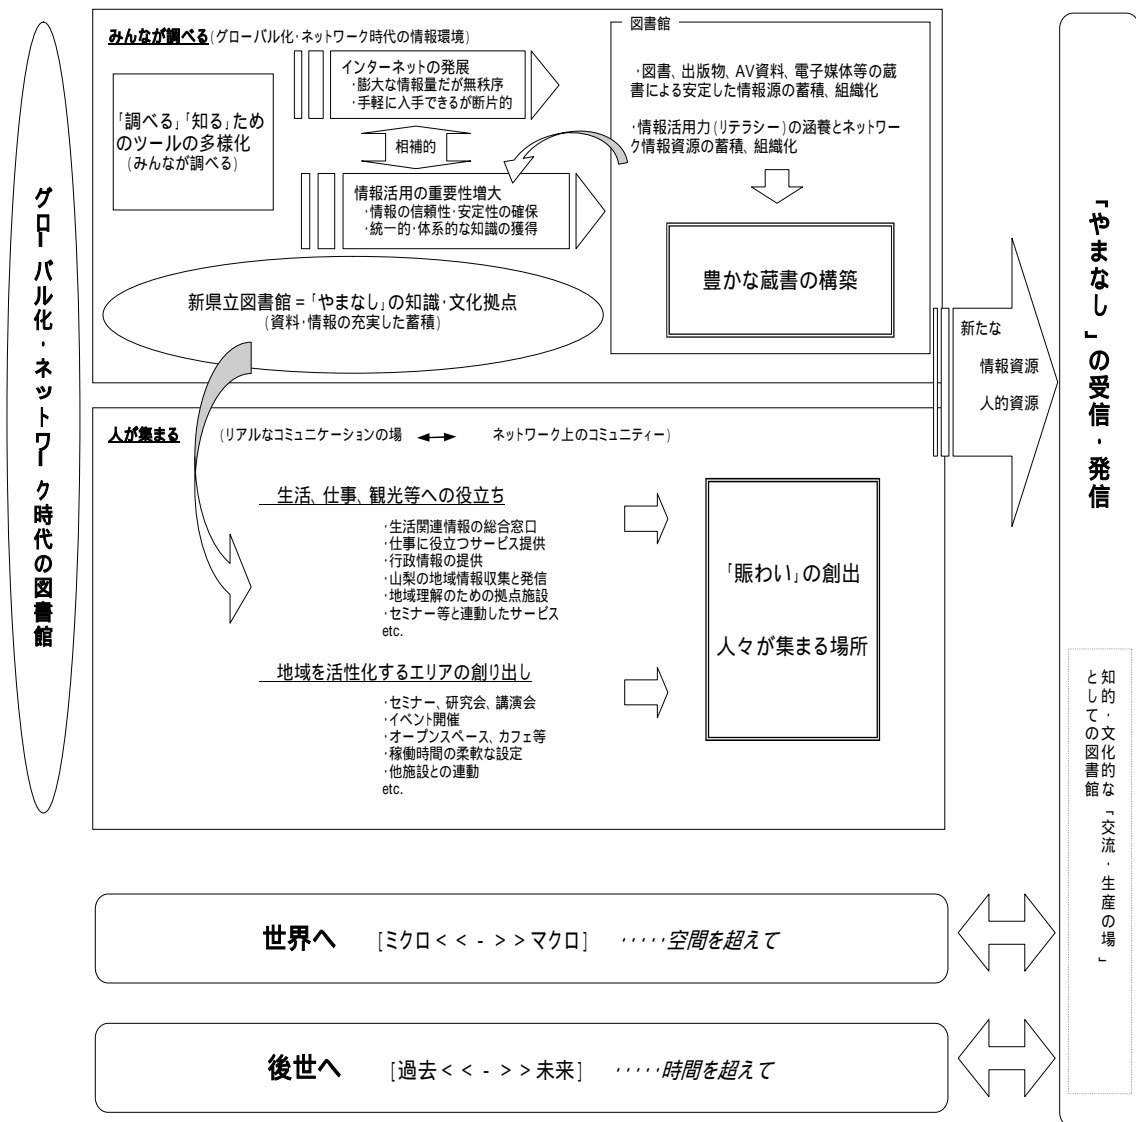 グローバル化・ネットワーク時代の図書館
みんなが調べる(グローバル化・ネットワーク時代の情報環境)
「調べる」「知る」ため
のツールの多様化
(みんなが調べる)
インターネットの発展
・膨大な情報量だが無秩序
・手軽に入手できるが断片的
相補的
情報活用の重要性増大
・情報の信頼性・安定性の確保
・統一的・体系的な知識の獲得
図書館
・図書、出版物、AV資料、電子媒体等の蔵
書による安定した情報源の蓄積、組織化
・情報活用力(リテラシー)の涵養とネットワー
ク情報資源の蓄積、組織化
豊かな蔵書の構築
新県立図書館=「やまなし」の知識・文化拠点
(資料・情報の充実した蓄積)
新たな
情報資源
人的資源
人が集まる
(リアルなコミュニケーションの場
ネットワーク上のコミュニティー)
生活、仕事、観光等への役立ち
・生活関連情報の総合窓口
・仕事に役立つサービス提供
・行政情報の提供
・山梨の地域情報収集と発信
・地域理解のための拠点施設
・セミナー等と連動したサービス
etc.
地域を活性化するエリアの創り出し
・セミナー、研究会、講演会
・イベント開催
・オープンスペース、カフェ等
・稼働時間の柔軟な設定
・他施設との連動
etc.
「賑わい」の創出
人々が集まる場所
「やまなし」の受信・発信
知的・文化的な「交流・生産の場」
としての図書館
世界へ [ミクロ<<->>マクロ] ・・・・・空間を超えて
後世へ [過去<<->>未来] ・・・・・時間を超えて